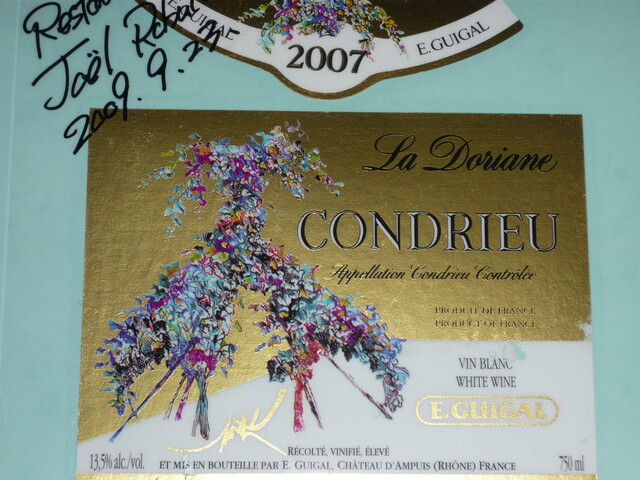 Joël
2009.9.23
E. GUIGAL
2007
La Doriane
CONDRIEU
Appellation Condrieu Contrôlée
PRODUIT DE FRANCE
PRODUCT OF FRANCE
VIN BLANC
WHITE WINE
E. GUIGAL
RÉCOLTÉ, VINIFIÉ, ÉLEVÉ
13,5% alc./vol. ET MIS EN BOUTEILLE PAR E. GUIGAL, CHÂTEAU D'AMPUIS (RHÔNE) FRANCE 750 ml